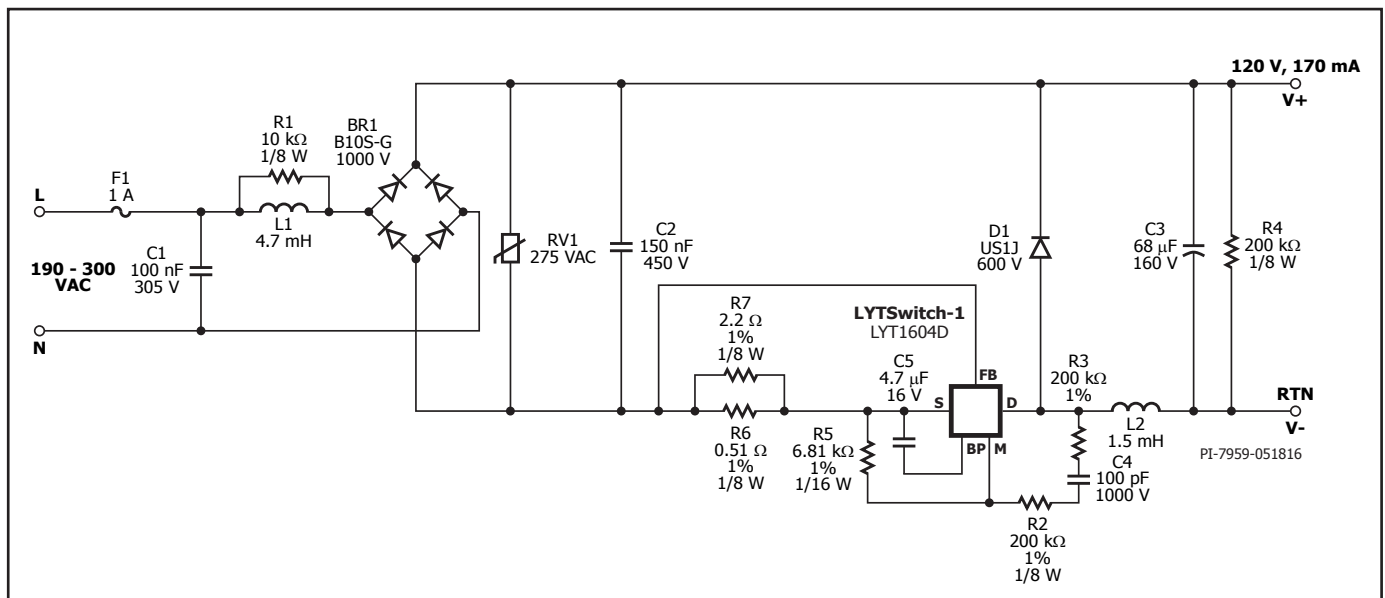 L
F1
1 A
190 - 300
VAC
N
C1
100 nF
305 V
R1
10 kΩ
1/8 W
L1
4.7 mH
BR1
B10S-G
1000 V
RV1
275 VAC
C2
150 nF
450 V
R7
2.2 Ω
1%
1/8 W
R6
0.51 Ω
1%
1/8 W
R5
6.81 kΩ
1%
1/16 W
C5
4.7 μF
16 V
LYTSwitch-1
LYT1604D
FB
S
D
BP
M
D1
US1J
600 V
R3
200 kΩ
1%
C4
100 pF
1000 V
R2
200 kΩ
1%
1/8 W
L2
1.5 mH
C3
68 μF
160 V
R4
200 kΩ
1/8 W
120 V, 170 mA
V+
RTN
V-
PI-7959-051816